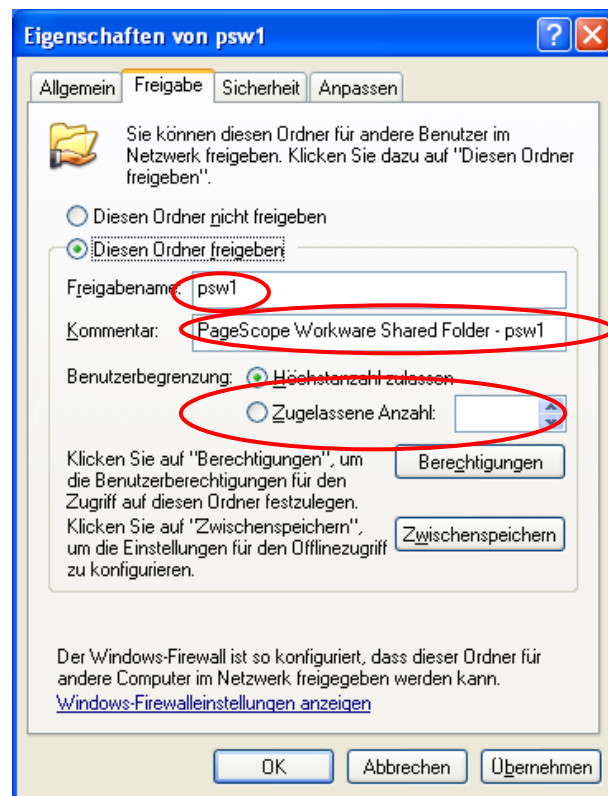 Eigenschaften von psw1
Allgemein Freigabe Sicherheit Anpassen
Sie können diesen Ordner für andere Benutzer im
Netzwerk freigeben. Klicken Sie dazu auf "Diesen Ordner
freigeben".
Diesen Ordner nicht freigeben
Diesen Ordner freigeben
Freigabename: psw1
Kommentar: PageScope Workware Shared Folder - psw1
Benutzerbegrenzung: Höchstanzahl zulassen
Zugelassene Anzahl:
Klicken Sie auf "Berechtigungen", um
die Benutzerberechtigungen für den
Zugriff auf diesen Ordner festzulegen.
Berechtigungen
Klicken Sie auf "Zwischenspeichern",
um die Einstellungen für den Offlinezugriff
zu konfigurieren.
Zwischenspeichern
Der Windows-Firewall ist so konfiguriert, dass dieser Ordner für
andere Computer im Netzwerk freigegeben werden kann.
Windows-Firewalleinstellungen anzeigen
OK Abbrechen Übernehmen